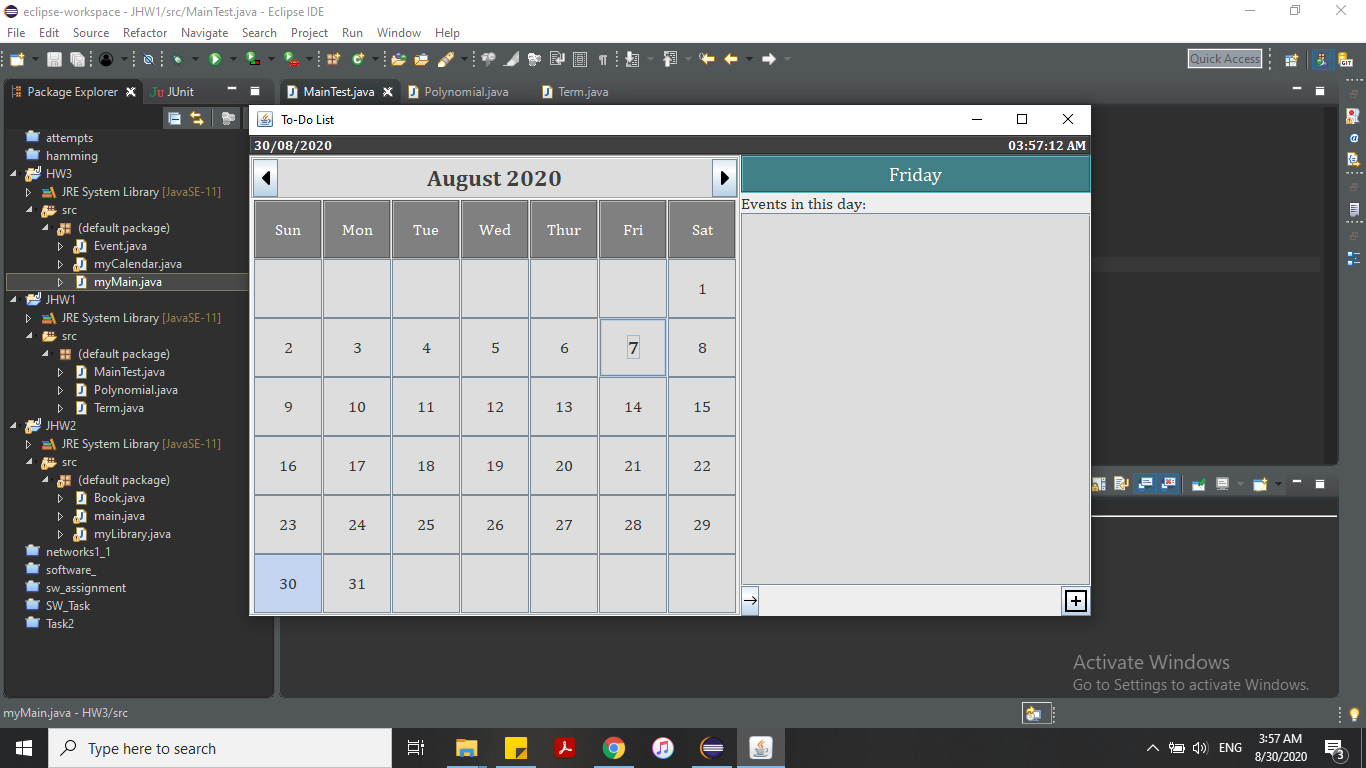 eclipse-workspace - JHW1/src/MainTest.java - Eclipse IDE
File Edit Source Refactor Navigate Search Project Run Window Help
Quick Access
Package Explorer JUnit
MainTest.java Polynomial.java Term.java
attempts
hamming
HW3
JRE System Library [JavaSE-11]
src
(default package)
Event.java
myCalendar.java
myMain.java
JHW1
JRE System Library [JavaSE-11]
src
(default package)
MainTest.java
Polynomial.java
Term.java
JHW2
JRE System Library [JavaSE-11]
src
(default package)
Book.java
main.java
myLibrary.java
networks1_1
software_
sw_assignment
SW_Task
Task2
To-Do List
30/08/2020 03:57:12 AM
August 2020
Sun Mon Tue Wed Thur Fri Sat
1
2 3 4 5 6 7 8
9 10 11 12 13 14 15
16 17 18 19 20 21 22
23 24 25 26 27 28 29
30 31
Friday
Events in this day:
Activate Windows
Go to Settings to activate Windows.
myMain.java - HW3/src
Type here to search
ENG
3:57 AM
8/30/2020
3